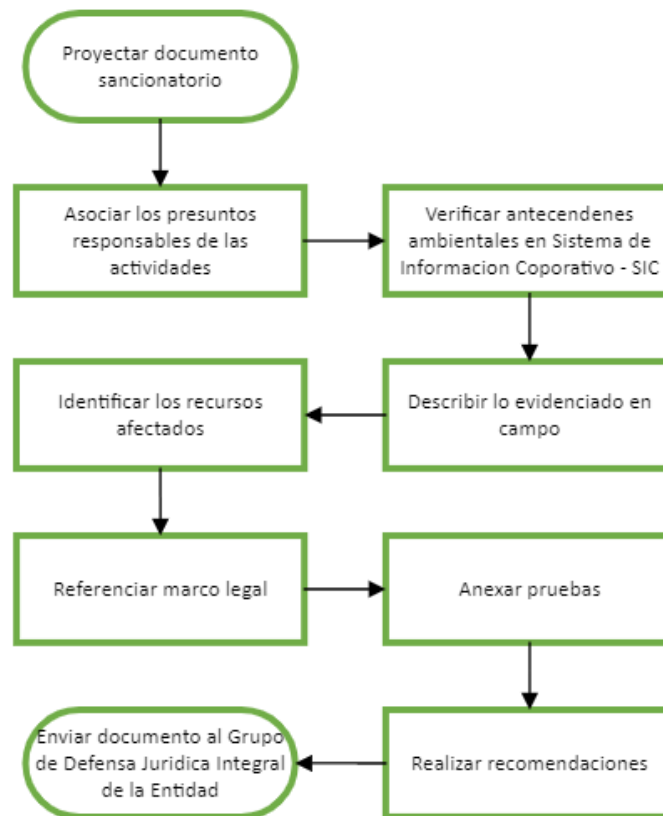 Proyectar documento
sancionatorio
Asociar los presuntos
responsables de las
actividades
Verificar antecendenes
ambientales en Sistema de
Informacion Coporativo - SIC
Describir lo evidenciado en
campo
Identificar los recursos
afectados
Referenciar marco legal
Anexar pruebas
Realizar recomendaciones
Enviar documento al Grupo
de Defensa Juridica Integral
de la Entidad